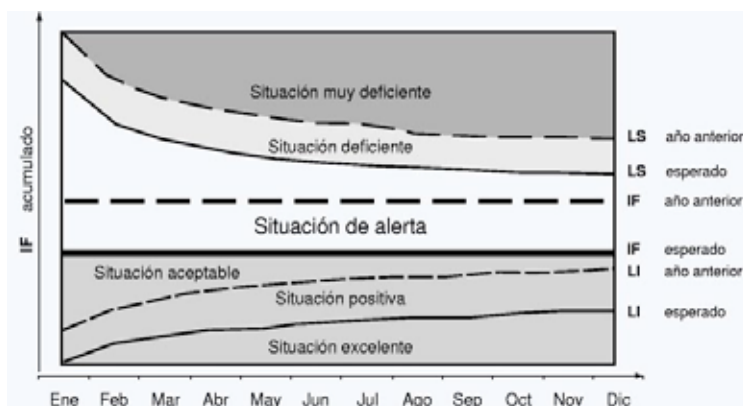 Situación muy deficiente
Situación deficiente
Situación de alerta
Situación aceptable
Situación positiva
Situación excelente
LS año anterior
LS esperado
IF año anterior
IF esperado
LI año anterior
LI esperado
IF acumulado
Ene Feb Mar Abr May Jun Jul Ago Sep Oct Nov Dic